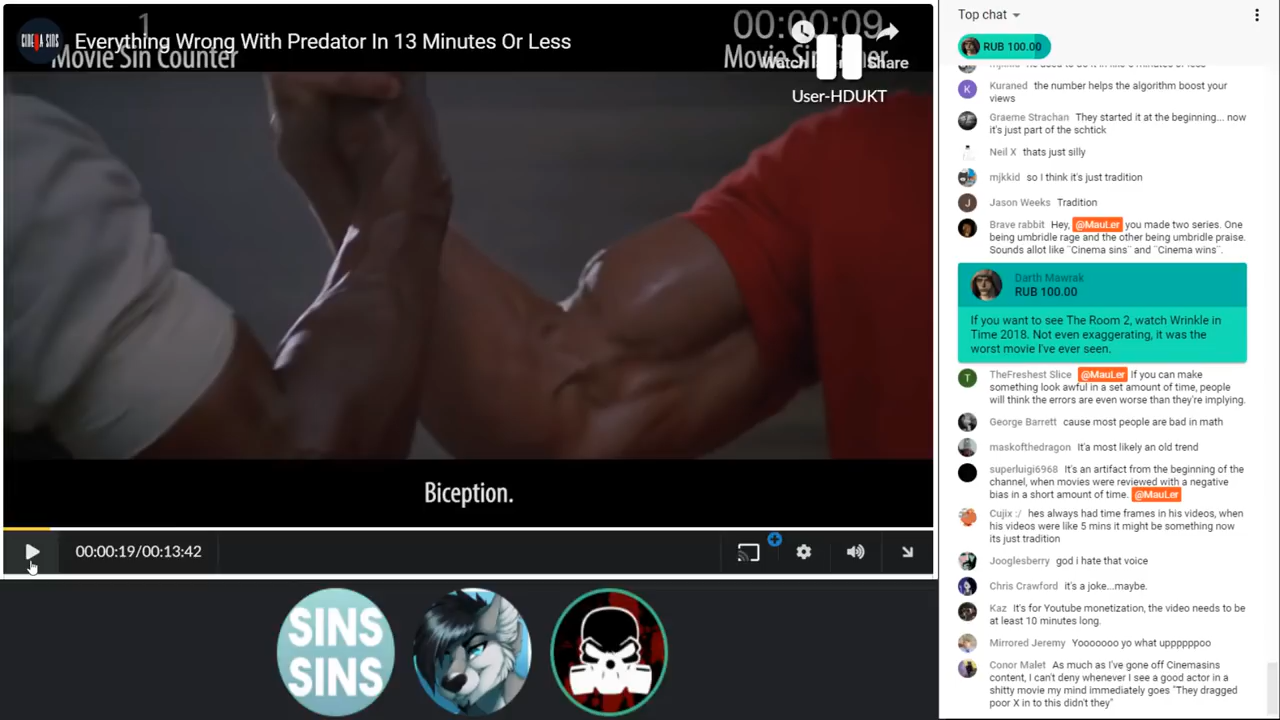 1
00:00:09
CINEMA SINS
Everything Wrong With Predator In 13 Minutes Or Less
Movie Sin Counter
Movie Sin Timer
Watch later
Share
User-HDUKT
Biception.
00:00:19/00:13:42
SINS
SINS
Top chat
RUB 100.00
Kuraned the number helps the algorithm boost your
views
Graeme Strachan They started it at the beginning... now
it's just part of the schtick
Neil X thats just silly
mjkkid so I think it's just tradition
J
Jason Weeks Tradition
Brave rabbit Hey, @MauLer you made two series. One
being umbridle rage and the other being umbridle praise.
Sounds allot like ¨Cinema sins¨ and ¨Cinema wins¨.
Darth Mawrak
RUB 100.00
If you want to see The Room 2, watch Wrinkle in
Time 2018. Not even exaggerating, it was the
worst movie I've ever seen.
T
TheFreshest Slice @MauLer If you can make
something look awful in a set amount of time, people
will think the errors are even worse than they're implying.
George Barrett cause most people are bad in math
maskofthedragon It'a most likely an old trend
superluigi6968 It's an artifact from the beginning of the
channel, when movies were reviewed with a negative
bias in a short amount of time. @MauLer
Cujix :/ hes always had time frames in his videos, when
his videos were like 5 mins it might be something now
its just tradition
Jooglesberry god i hate that voice
Chris Crawford it's a joke...maybe.
Kaz It's for Youtube monetization, the video needs to be
at least 10 minutes long.
Mirrored Jeremy Yooooooo yo what uppppppoo
Conor Malet As much as I've gone off Cinemasins
content, I can't deny whenever I see a good actor in a
shitty movie my mind immediately goes "They dragged
poor X in to this didn't they"